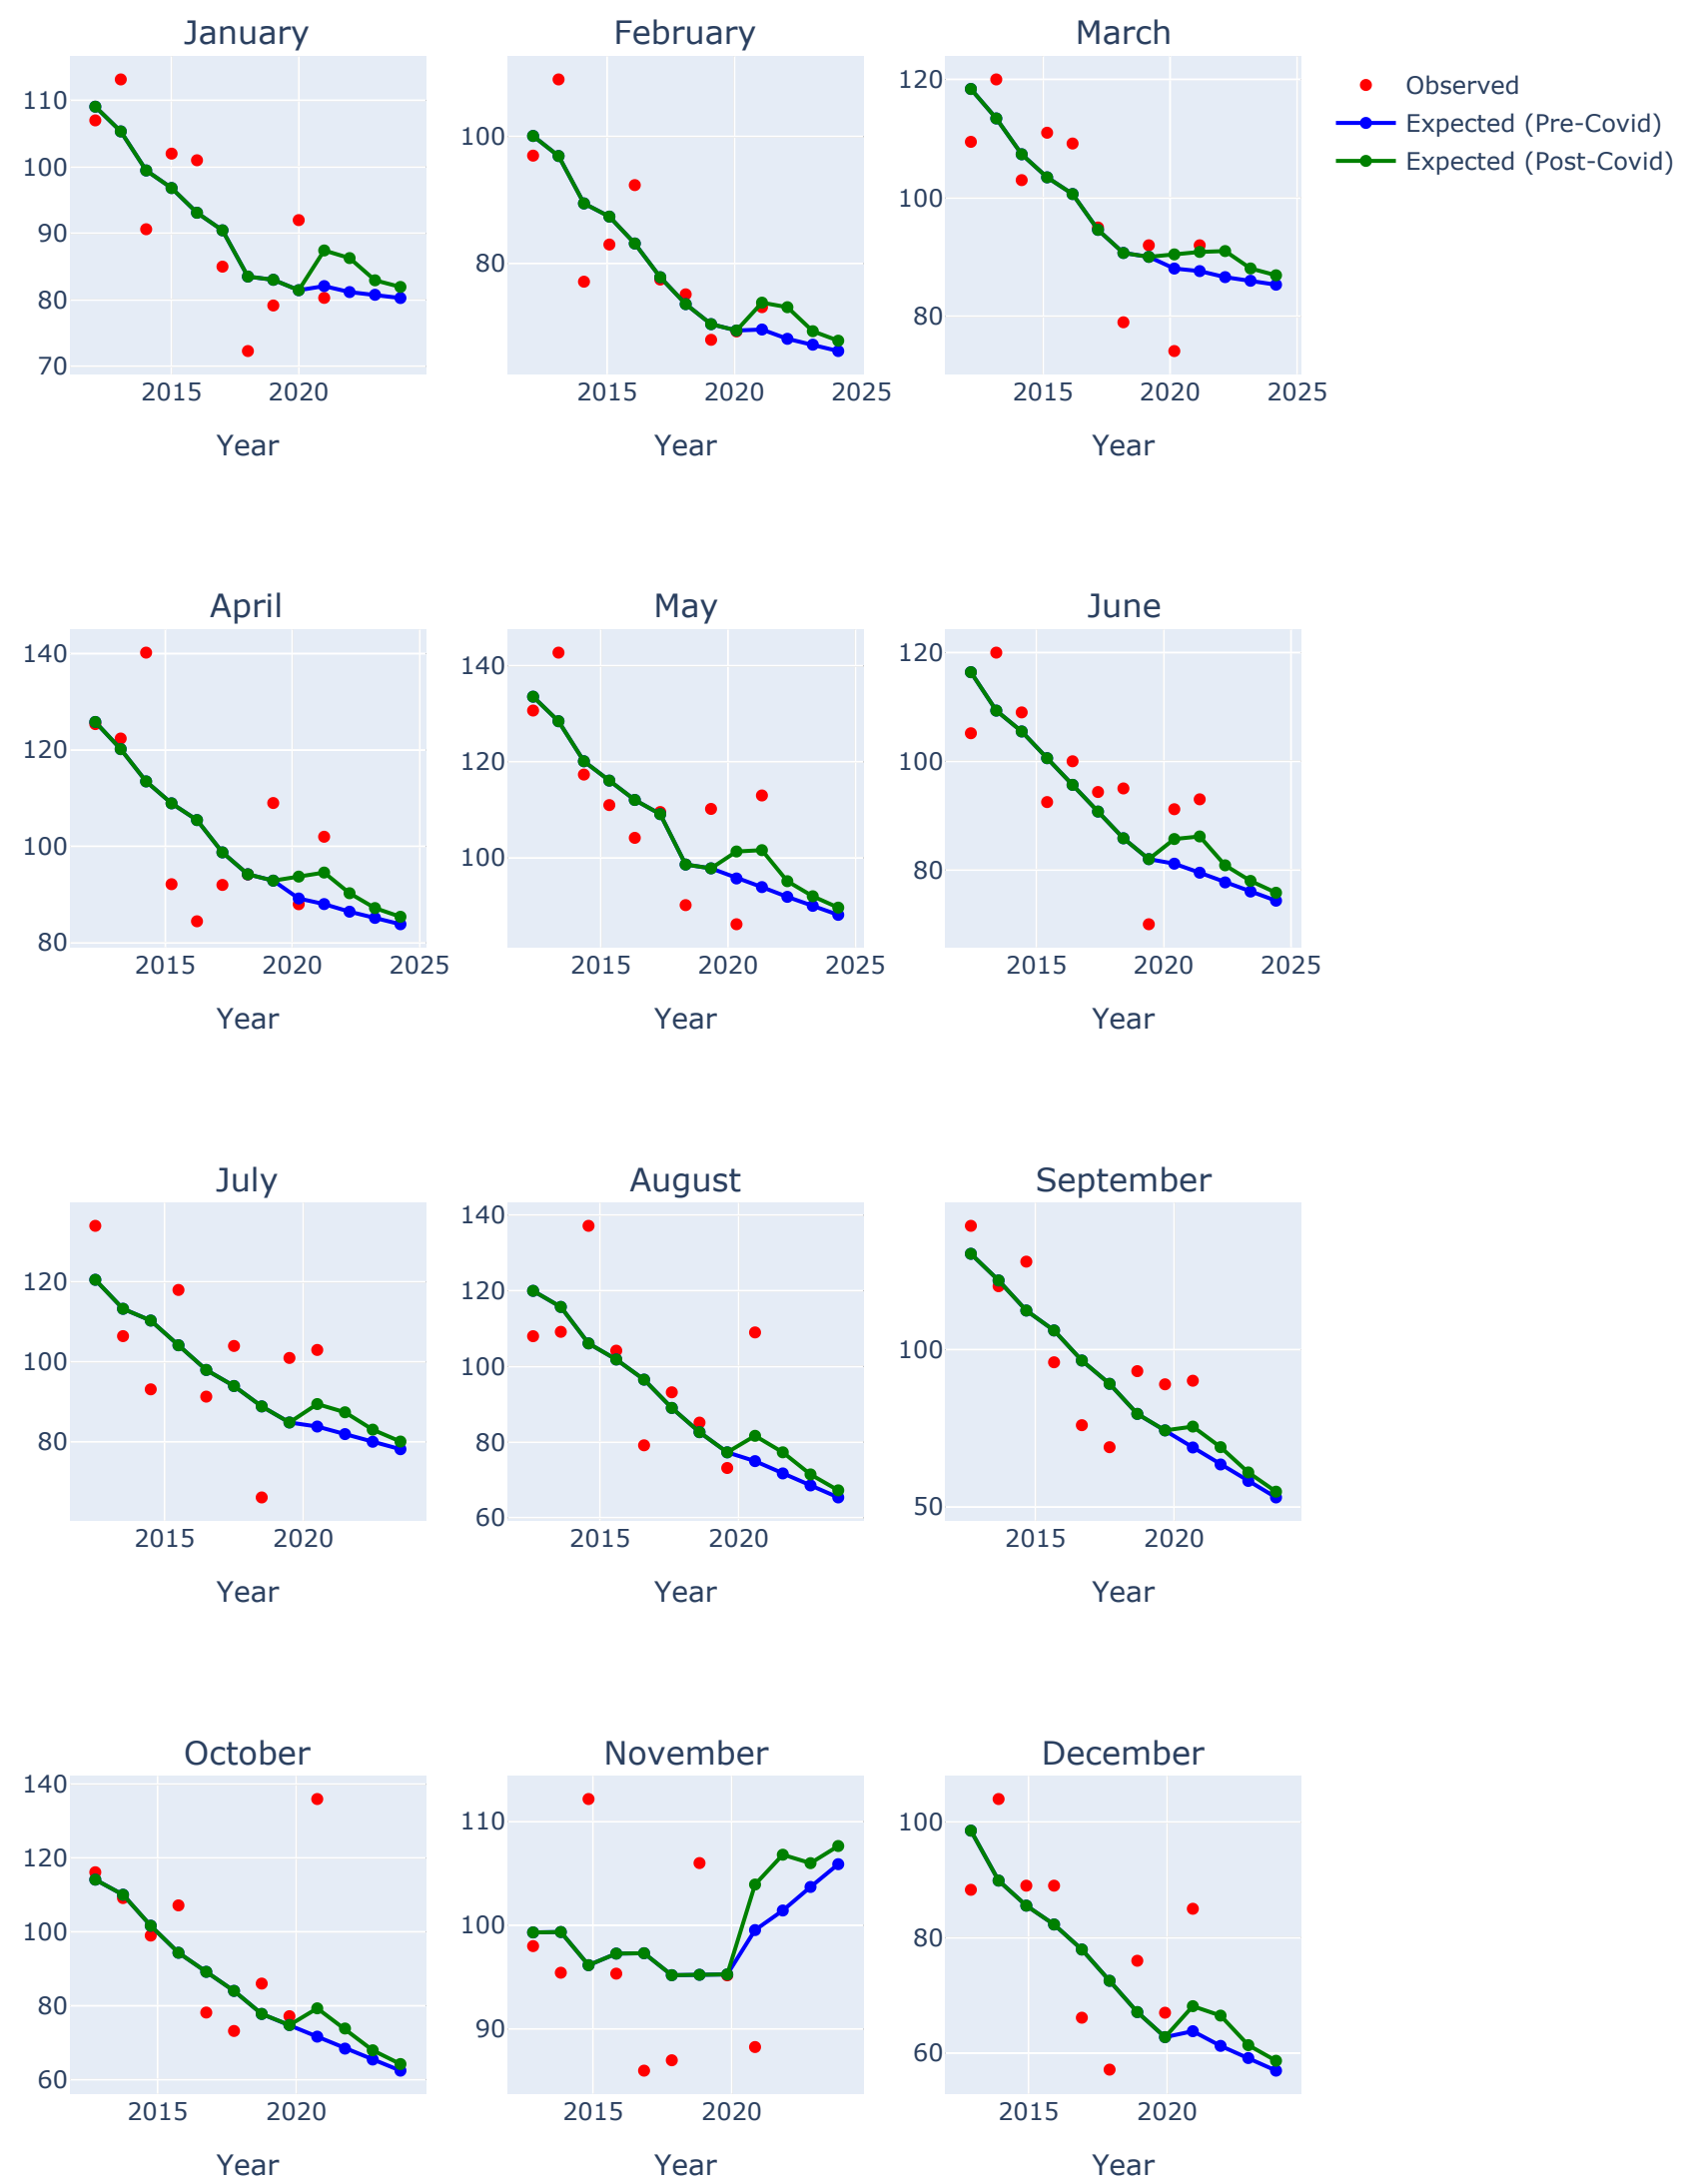 January
February
March
Observed
Expected (Pre-Covid)
Expected (Post-Covid)
110
100
90
80
70
2015
2020
Year
100
80
2015
2020
2025
Year
120
100
80
2015
2020
2025
Year
April
May
June
140
120
100
80
2015
2020
2025
Year
140
120
100
2015
2020
2025
Year
120
100
80
2015
2020
2025
Year
July
August
September
120
100
80
2015
2020
Year
140
120
100
80
60
2015
2020
Year
100
50
2015
2020
Year
October
November
December
140
120
100
80
60
2015
2020
Year
110
100
90
2015
2020
Year
100
80
60
2015
2020
Year